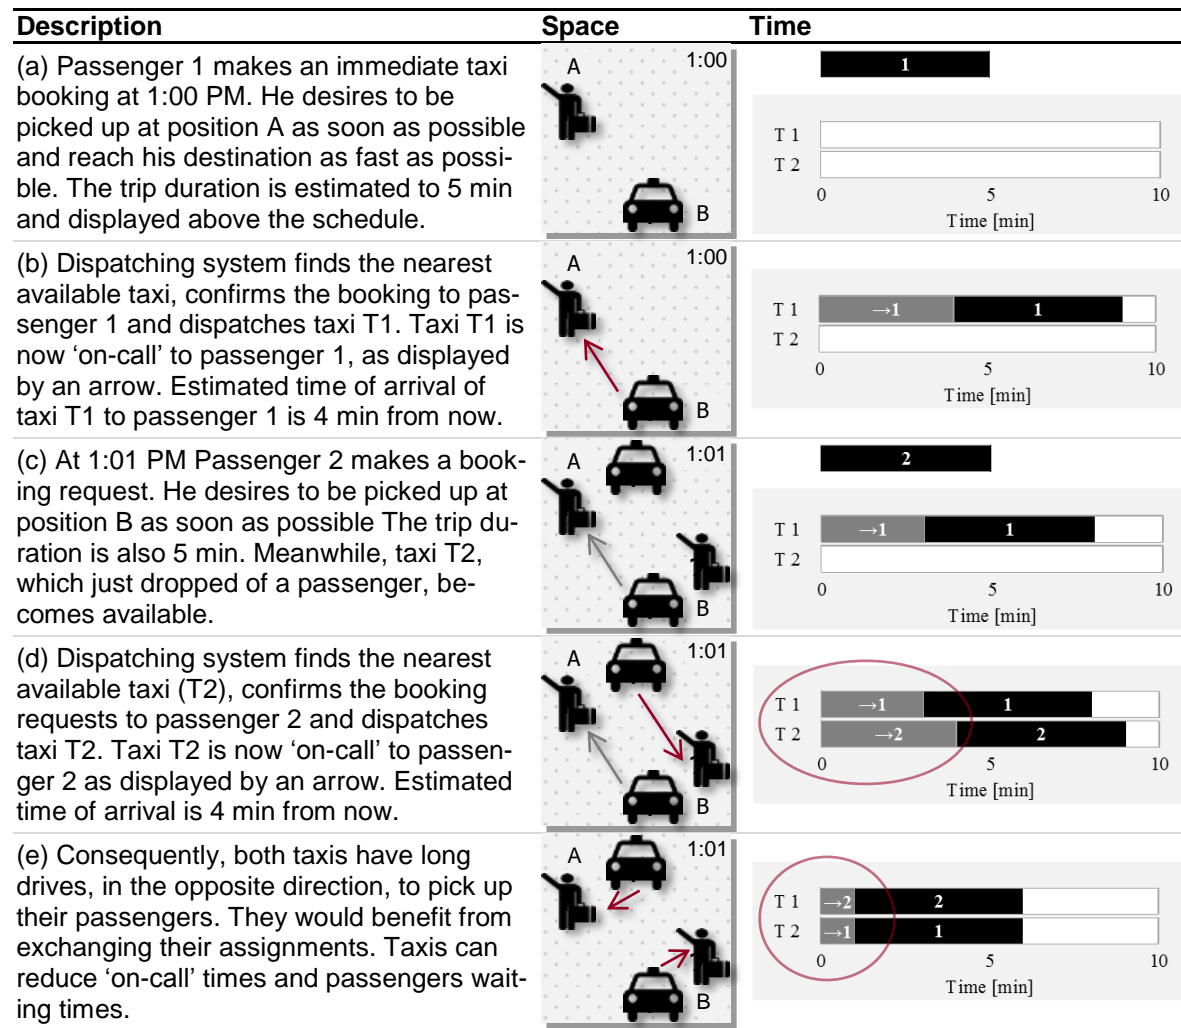 Description Space Time
(a) Passenger 1 makes an immediate taxi
booking at 1:00 PM. He desires to be
picked up at position A as soon as possible
and reach his destination as fast as possi-
ble. The trip duration is estimated to 5 min
and displayed above the schedule.
A 1:00
B
1
T 1
T 2
0 5 10
Time [min]
(b) Dispatching system finds the nearest
available taxi, confirms the booking to pas-
senger 1 and dispatches taxi T1. Taxi T1 is
now ‘on-call’ to passenger 1, as displayed
by an arrow. Estimated time of arrival of
taxi T1 to passenger 1 is 4 min from now.
A 1:00
B
T 1 →1 1
T 2
0 5 10
Time [min]
(c) At 1:01 PM Passenger 2 makes a book-
ing request. He desires to be picked up at
position B as soon as possible The trip du-
ration is also 5 min. Meanwhile, taxi T2,
which just dropped of a passenger, be-
comes available.
A 1:01
B
2
T 1 →1 1
T 2
0 5 10
Time [min]
(d) Dispatching system finds the nearest
available taxi (T2), confirms the booking
requests to passenger 2 and dispatches
taxi T2. Taxi T2 is now ‘on-call’ to passen-
ger 2 as displayed by an arrow. Estimated
time of arrival is 4 min from now.
A 1:01
B
T 1 →1 1
T 2 →2 2
0 5 10
Time [min]
(e) Consequently, both taxis have long
drives, in the opposite direction, to pick up
their passengers. They would benefit from
exchanging their assignments. Taxis can
reduce ‘on-call’ times and passengers wait-
ing times.
A 1:01
B
T 1 →2 2
T 2 →1 1
0 5 10
Time [min]